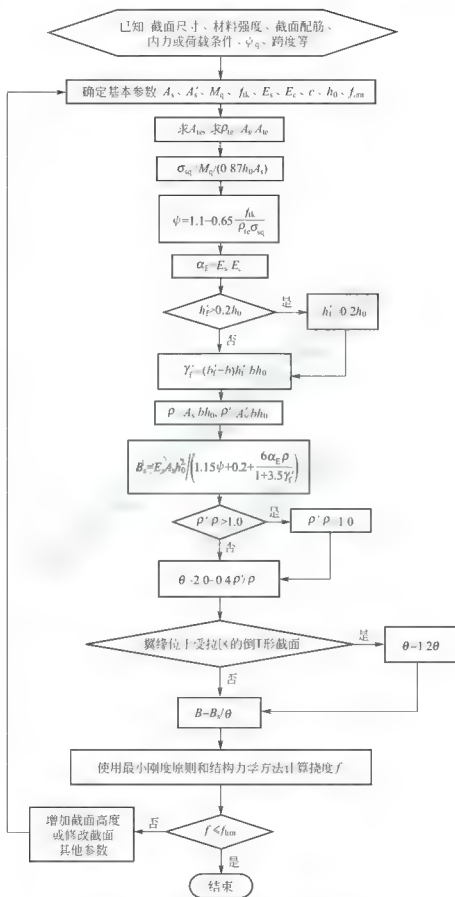 已知 截面尺寸、材料强度、截面配筋、
内力或荷载条件、ψq、跨度等
确定基本参数 As、A's、Mq、ftk、Es、Ec、c、h0、flim
求Ate, 求ρte As Ate
σsq Mq/(0.87h0As)
ψ=1.1-0.65 ftk/(ρteσsq)
αE=Es Ec
h'f>0.2h0
是
h'f 0.2h0
否
γ'f=(b'f-b)h'f bh0
ρ As bh0, ρ' A's bh0
Bs=EsAsh0²/(1.15ψ+0.2+6αEρ/(1+3.5γ'f))
ρ' ρ>1.0
是
ρ' ρ 1.0
否
θ 2.0-0.4ρ'/ρ
翼缘位于受拉区的倒T形截面
是
θ=1.2θ
否
B=Bs/θ
使用最小刚度原则和结构力学方法计算挠度f
增加截面高度
或修改截面
其他参数
否
f≤flim
是
结束